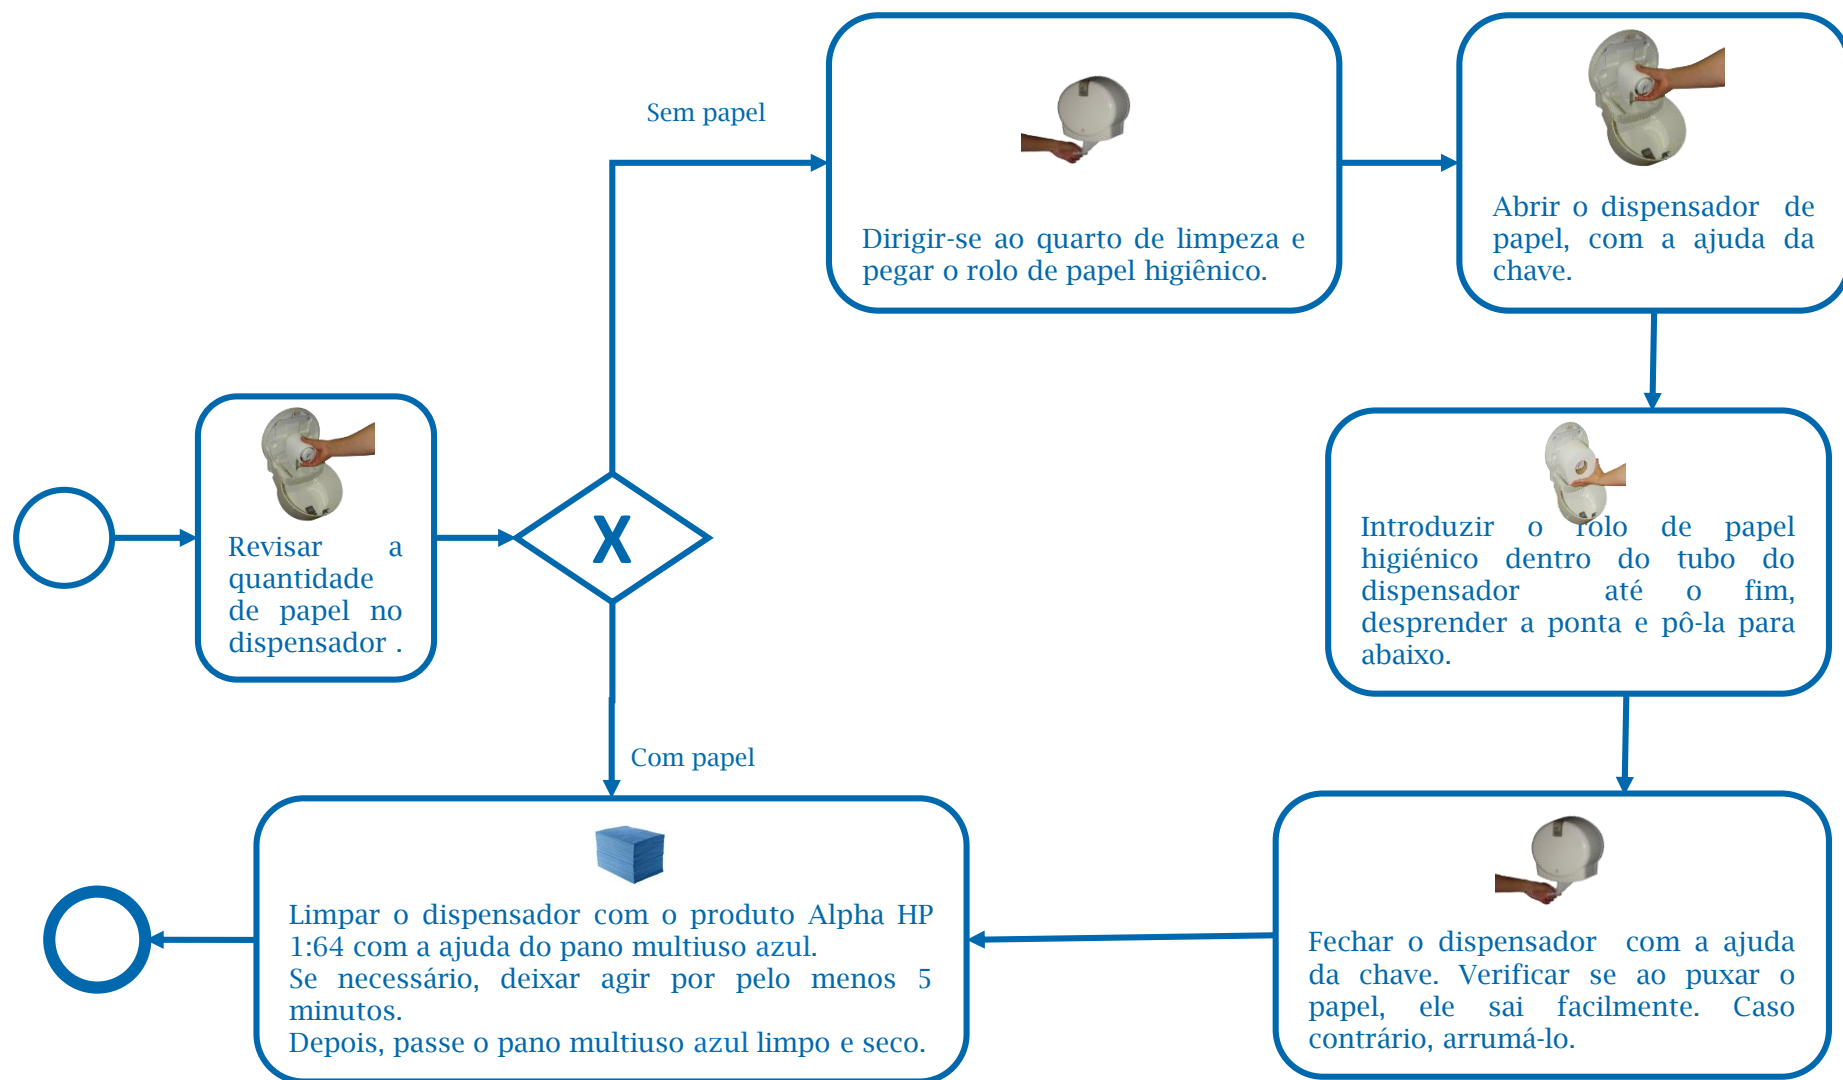 Sem papel
Dirigir-se ao quarto de limpeza e
pegar o rolo de papel higiênico.
Abrir o dispensador de
papel, com a ajuda da
chave.
Revisar a
quantidade
de papel no
dispensador .
X
Introduzir o rolo de papel
higiénico dentro do tubo do
dispensador até o fim,
desprender a ponta e pô-la para
abaixo.
Com papel
Limpar o dispensador com o produto Alpha HP
1:64 com a ajuda do pano multiuso azul.
Se necessário, deixar agir por pelo menos 5
minutos.
Depois, passe o pano multiuso azul limpo e seco.
Fechar o dispensador com a ajuda
da chave. Verificar se ao puxar o
papel, ele sai facilmente. Caso
contrário, arrumá-lo.